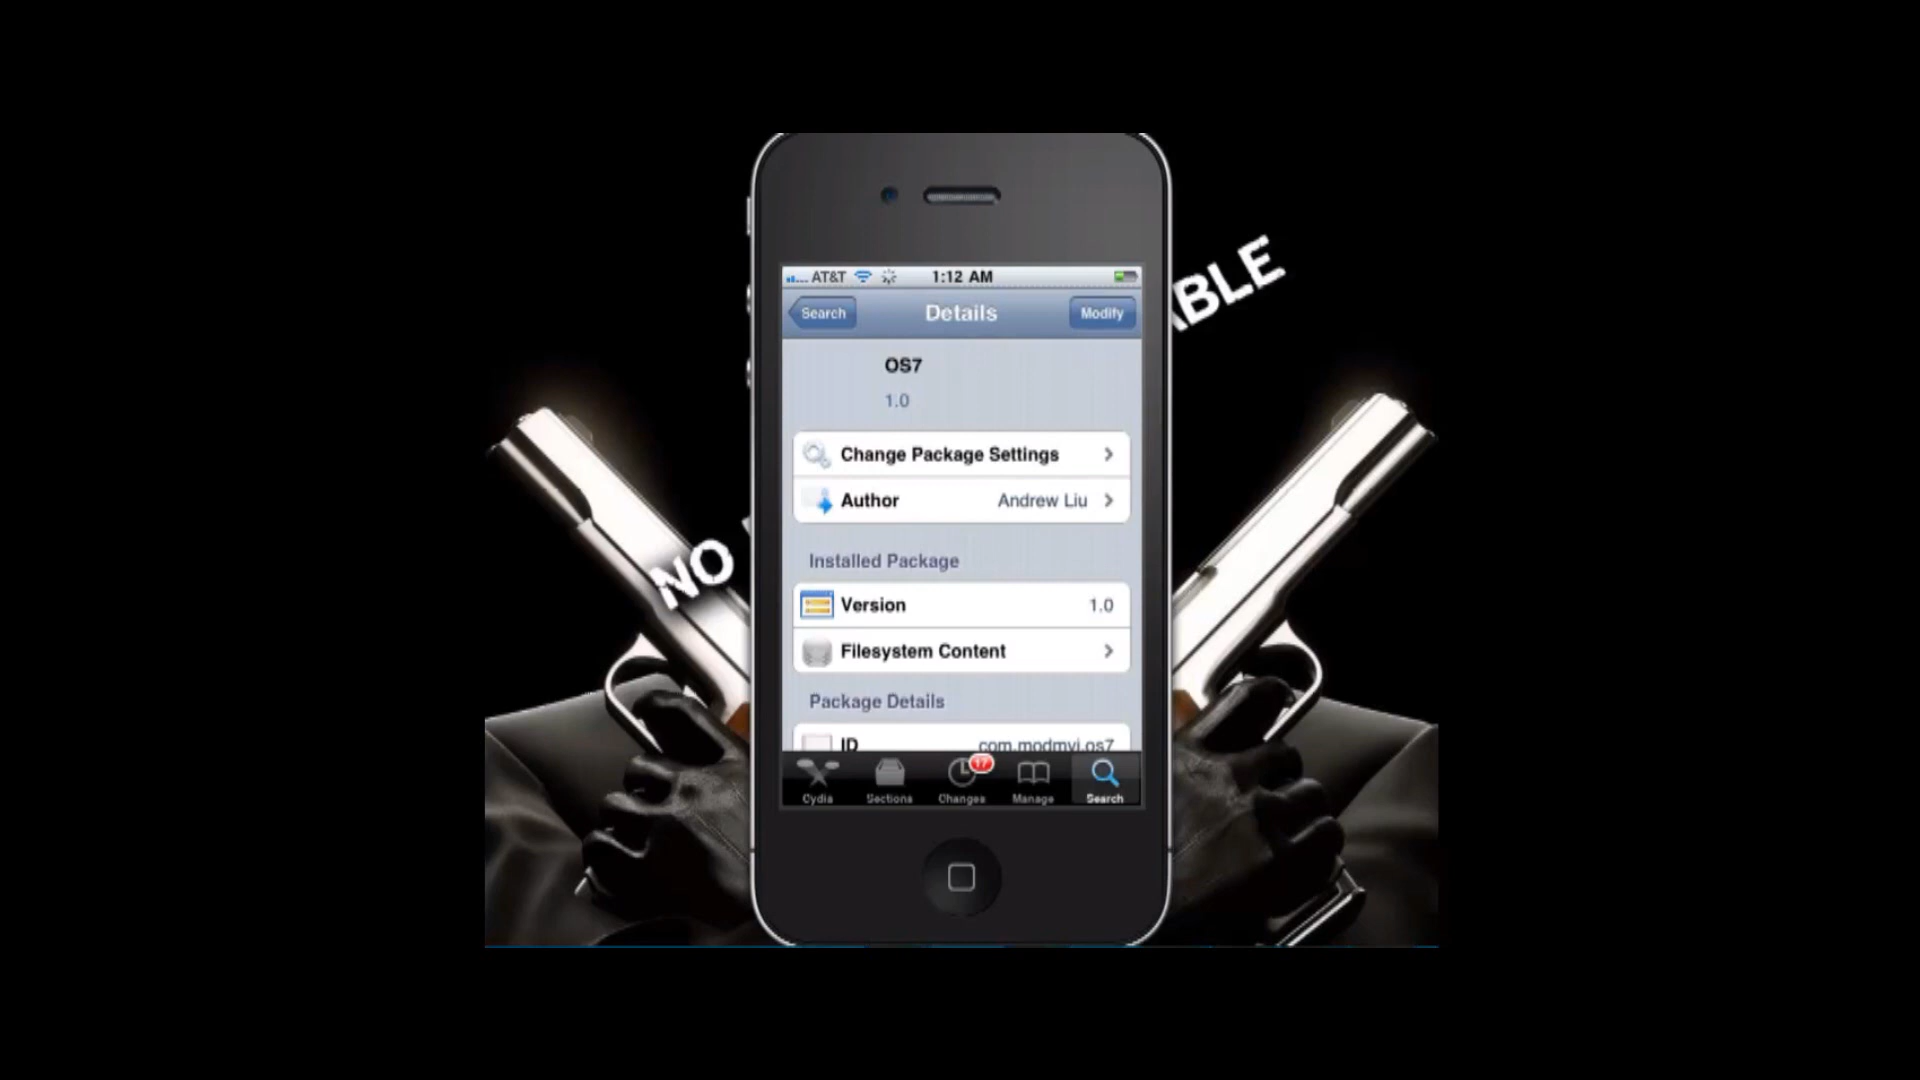 AT&T 1:12 AM
Search Details Modify
ABLE
OS7
1.0
Change Package Settings
Author Andrew Liu
NO
Installed Package
Version 1.0
Filesystem Content
Package Details
ID com.modmyi.os7
Cydia Sections Changes Manage Search